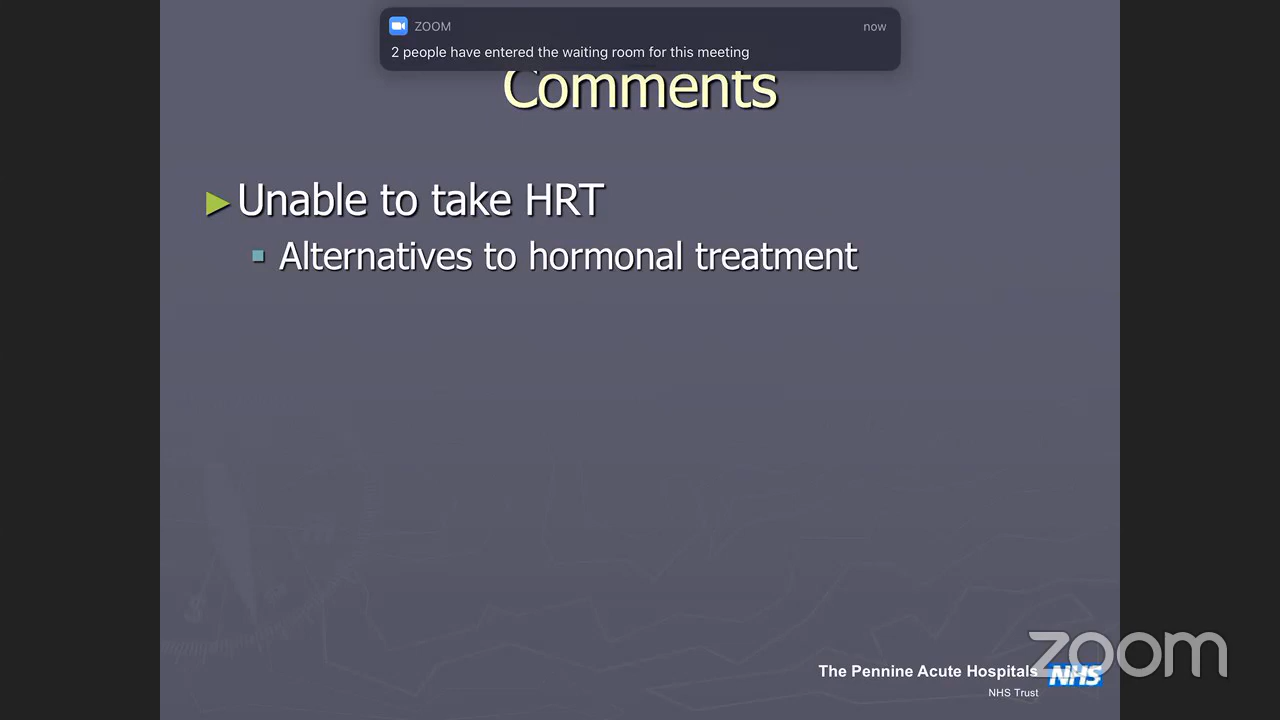 ZOOM
now
2 people have entered the waiting room for this meeting
Comments
Unable to take HRT
Alternatives to hormonal treatment
zoom
The Pennine Acute Hospitals
NHS
NHS Trust